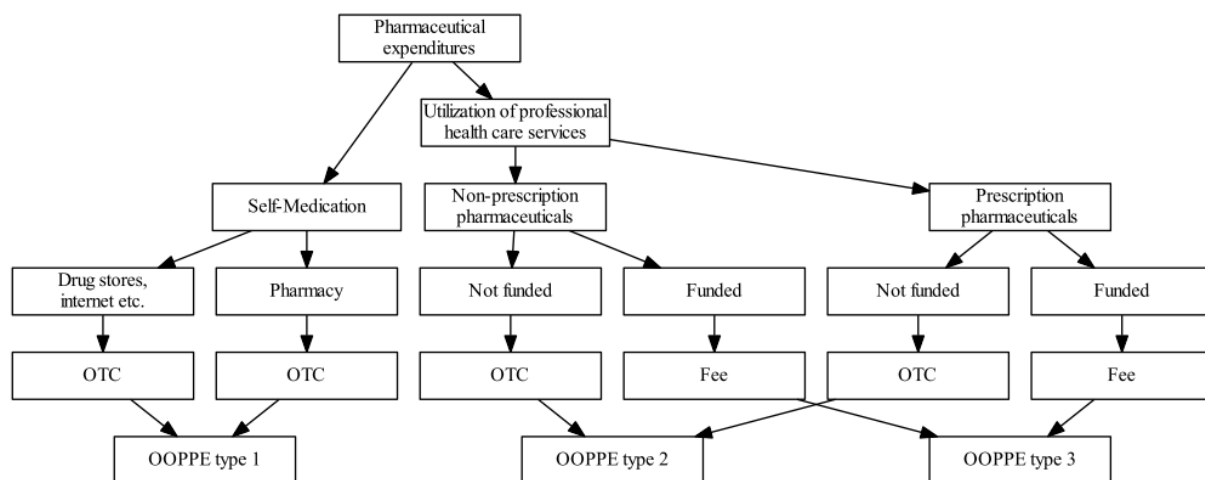 Pharmaceutical
expenditures
Utilization of professional
health care services
Self-Medication
Non-prescription
pharmaceuticals
Prescription
pharmaceuticals
Drug stores,
internet etc.
Pharmacy
Not funded
Funded
Not funded
Funded
OTC
OTC
OTC
Fee
OTC
Fee
OOPPE type 1
OOPPE type 2
OOPPE type 3